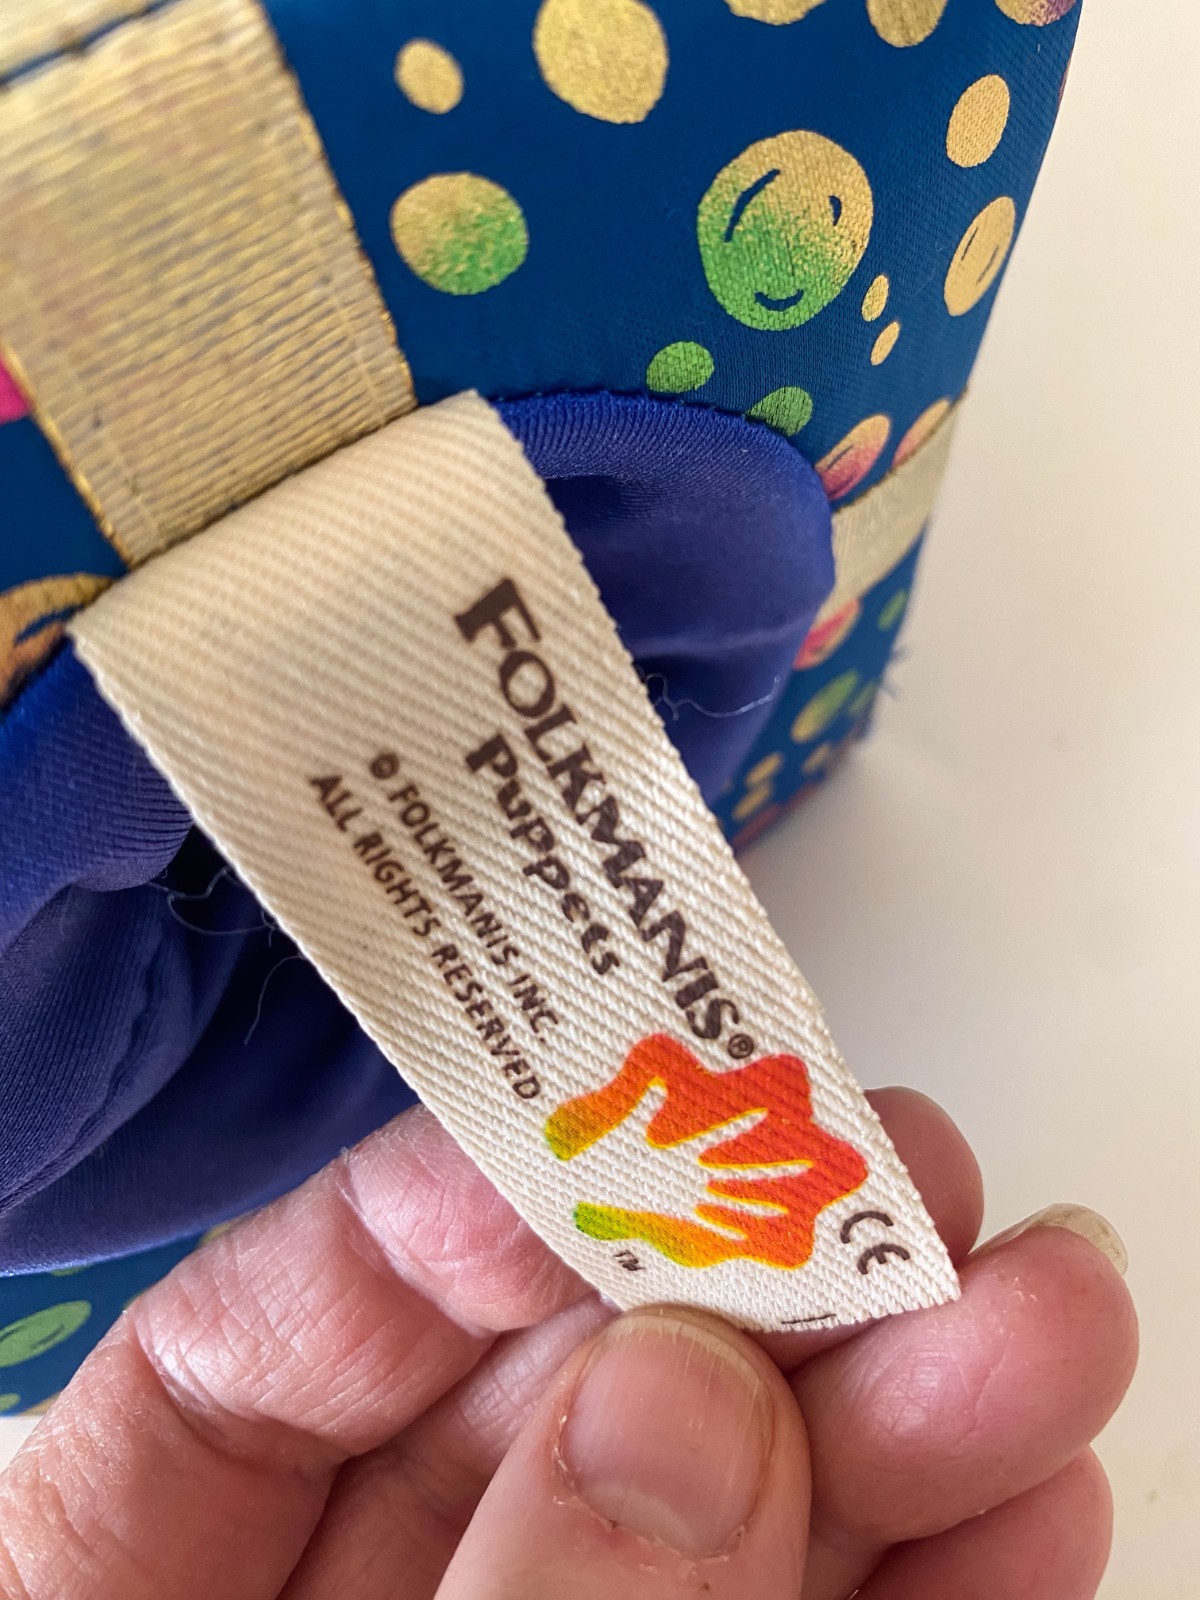 FOLKMANIS®
Puppets
© FOLKMANIS INC.
ALL RIGHTS RESERVED
TM
CE